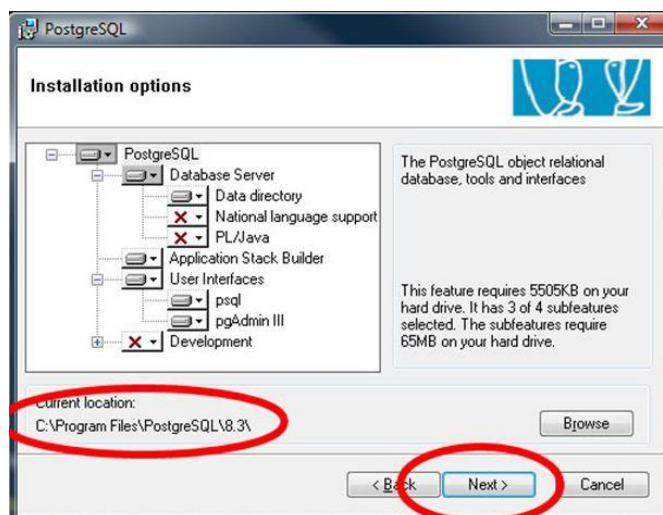 PostgreSQL
Installation options
PostgreSQL
Database Server
Data directory
National language support
PL/Java
Application Stack Builder
User Interfaces
psql
pgAdmin III
Development
The PostgreSQL object relational
database, tools and interfaces
This feature requires 5505KB on your
hard drive. It has 3 of 4 subfeatures
selected. The subfeatures require
65MB on your hard drive.
Current location:
C:\Program Files\PostgreSQL\8.3\
Browse
< Back
Next >
Cancel